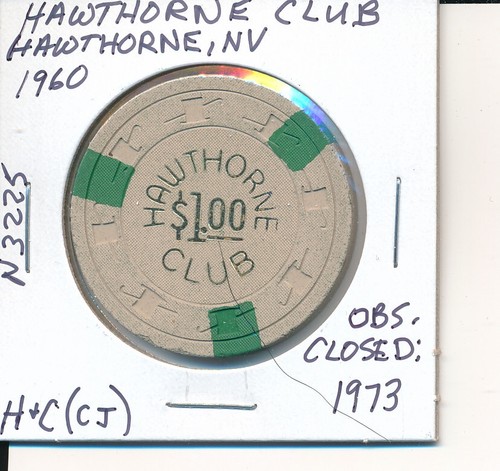 HAWTHORNE CLUB
HAWTHORNE, NV
1960
N3225
HAWTHORNE
$1.00
CLUB
OBS.
CLOSED:
1973
H+C (CJ)